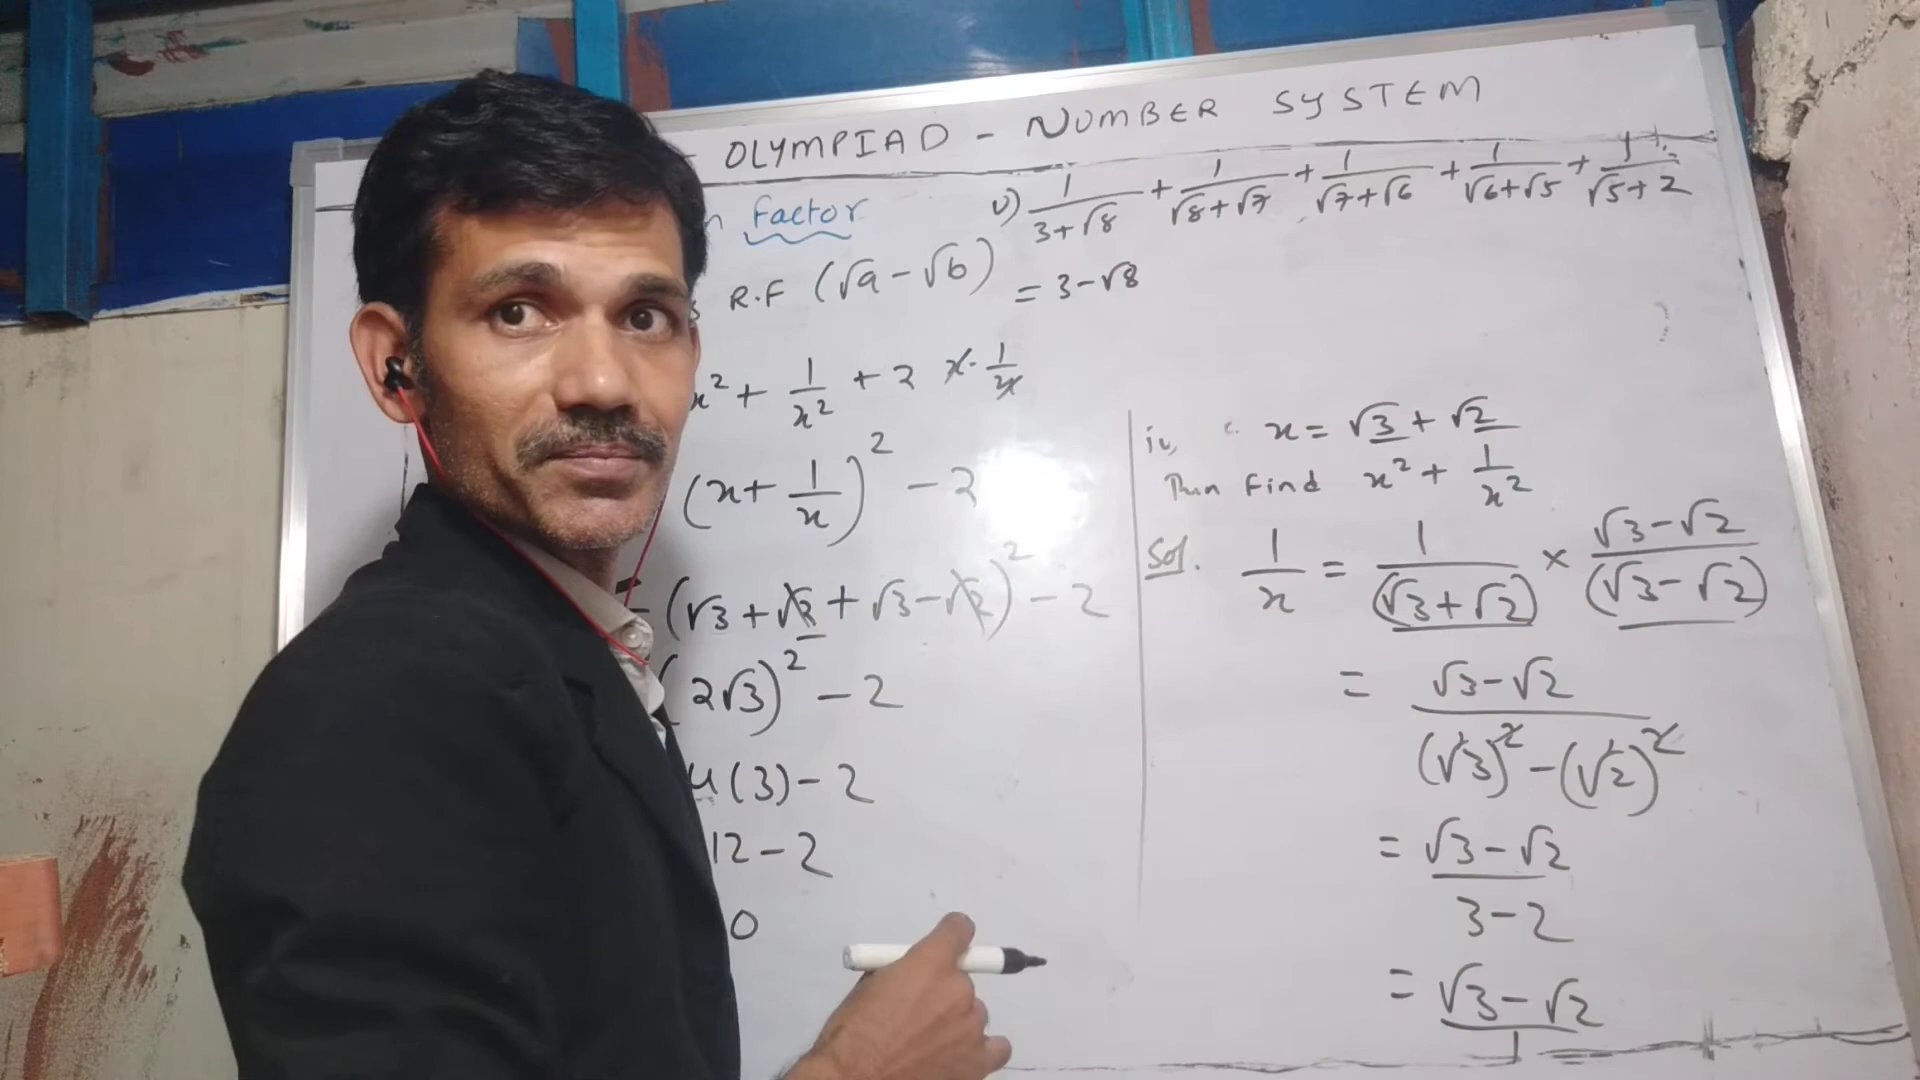 - OLYMPIAD - NUMBER SYSTEM
Factor
R.F (√a - √b)
x² + 1/x² + 2 x · 1/x
(x + 1/x)² - 2
= (√3 + √2 + √3 - √2)² - 2
(2√3)² - 2
4(3) - 2
12 - 2
0
v) 1/(3+√8) + 1/(√8+√7) + 1/(√7+√6) + 1/(√6+√5) + 1/(√5+2)
= 3 - √8
iv, x = √3 + √2
Then Find x² + 1/x²
Sol. 1/x = 1/(√3+√2) × (√3-√2)/(√3-√2)
= (√3-√2)/((√3)² - (√2)²)
= (√3-√2)/(3-2)
= (√3-√2)/1